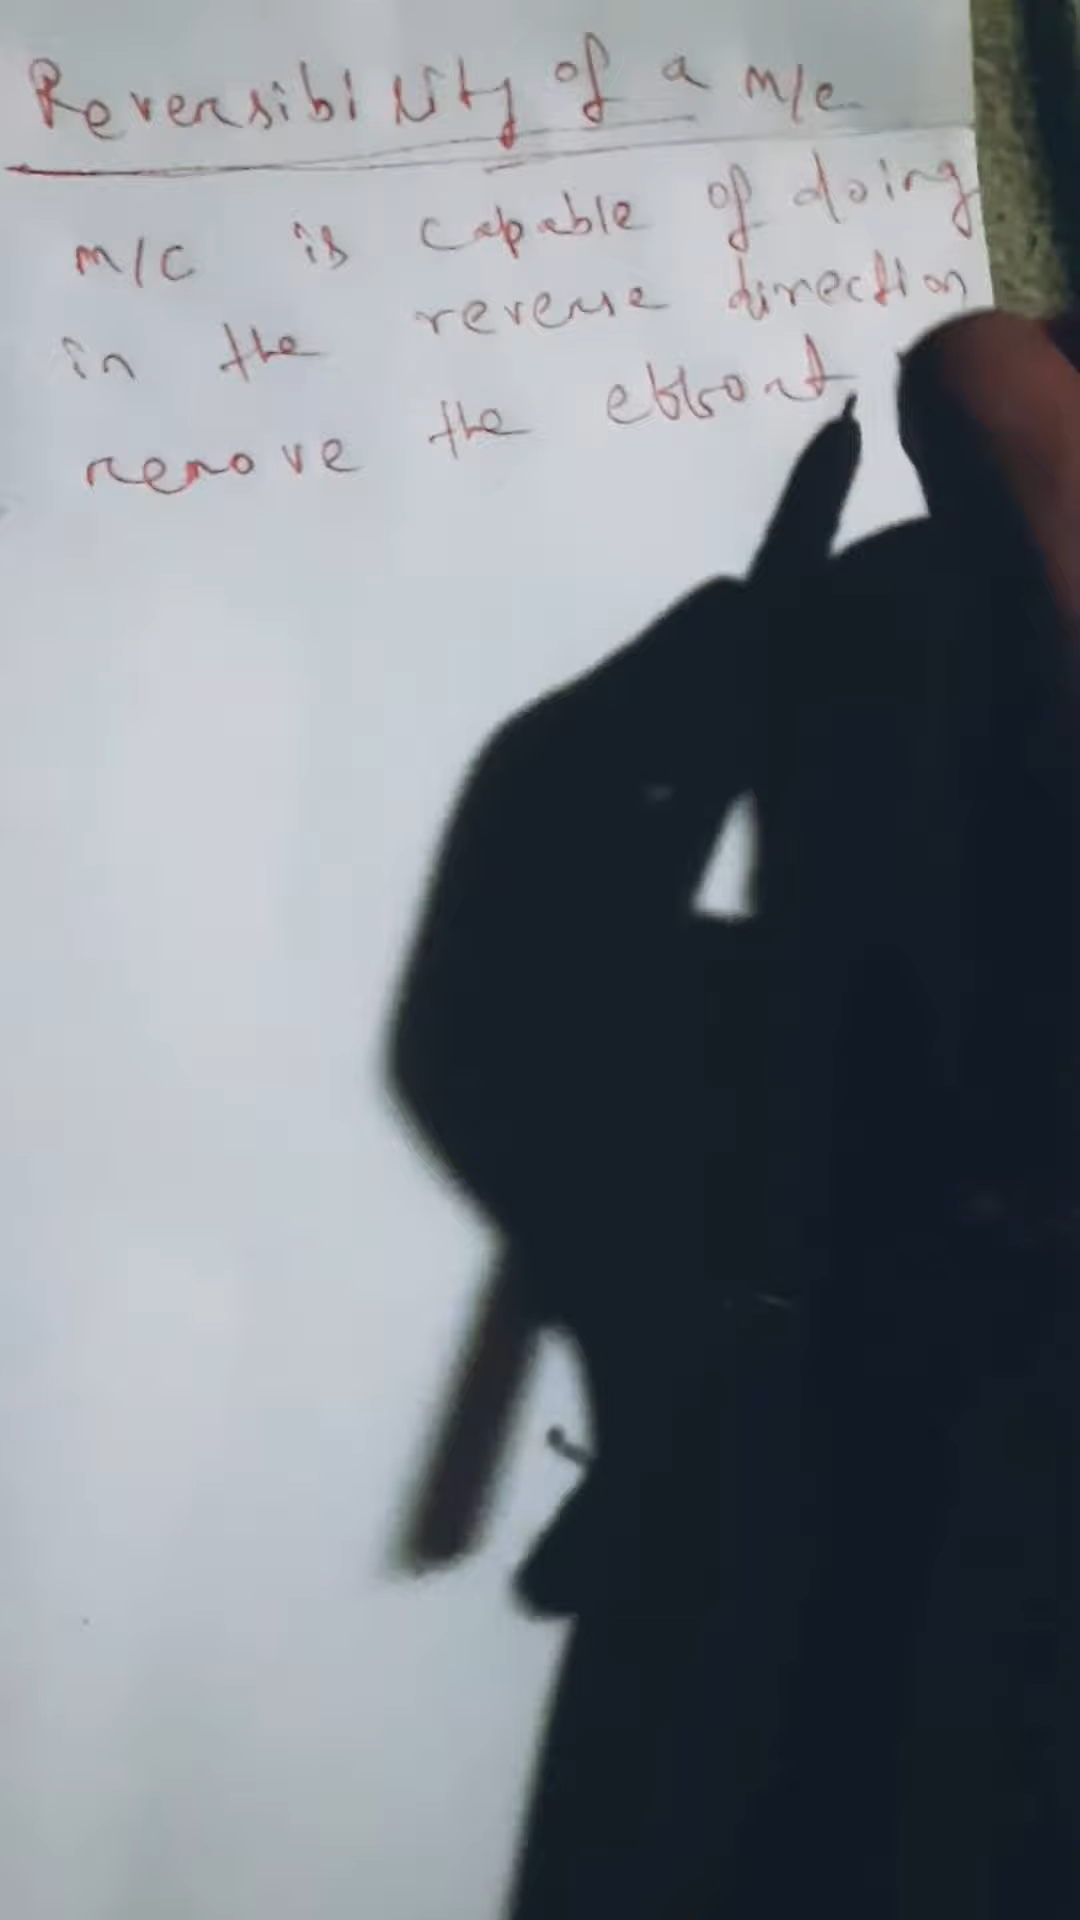 Reversibility of a m/c
m/c is capable of doing
in the reverse direction
remove the effort